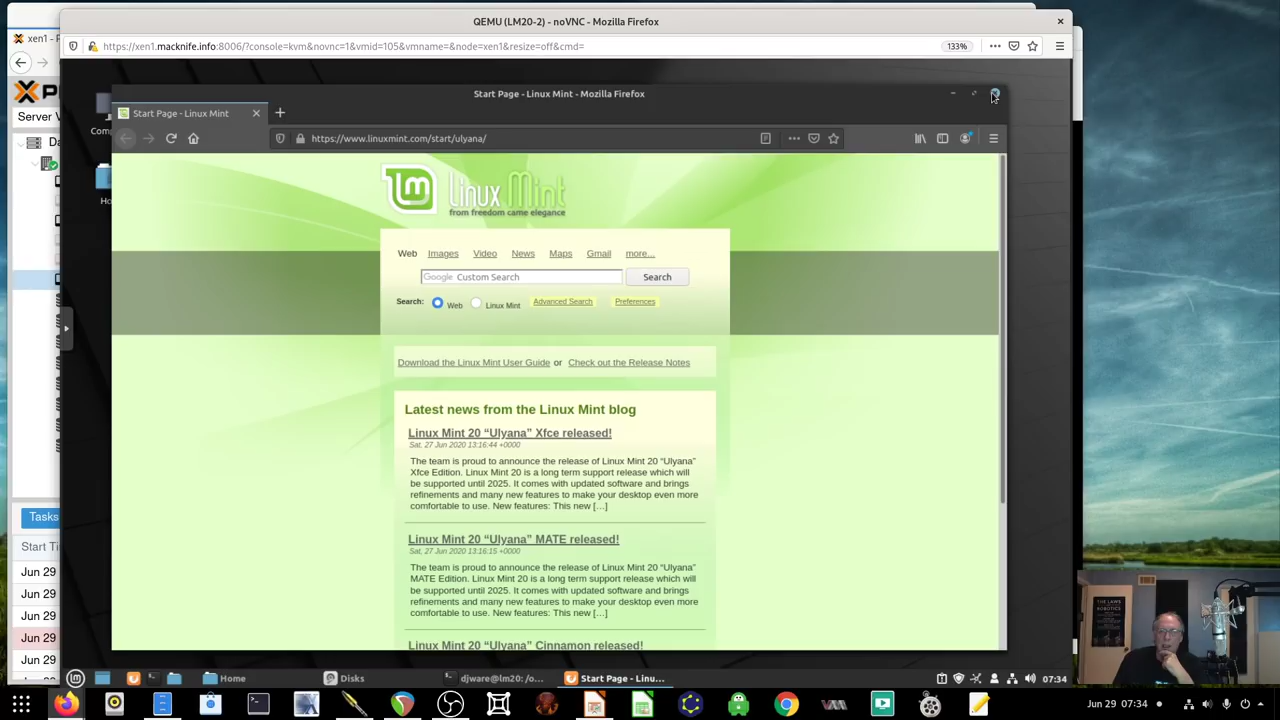 QEMU (LM20-2) - noVNC - Mozilla Firefox
xen1 - P
https://xen1.macknife.info:8006/?console=kvm&novnc=1&vmid=105&vmname=&node=xen1&resize=off&cmd=
133%
Start Page - Linux Mint - Mozilla Firefox
Start Page - Linux Mint
https://www.linuxmint.com/start/ulyana/
Server V
Da
Comp
Ho
Linux Mint
from freedom came elegance
Web Images Video News Maps Gmail more...
Google Custom Search Search
Search: Web Linux Mint Advanced Search Preferences
Download the Linux Mint User Guide or Check out the Release Notes
Latest news from the Linux Mint blog
Linux Mint 20 “Ulyana” Xfce released!
Sat, 27 Jun 2020 13:16:44 +0000
The team is proud to announce the release of Linux Mint 20 “Ulyana”
Xfce Edition. Linux Mint 20 is a long term support release which will
be supported until 2025. It comes with updated software and brings
refinements and many new features to make your desktop even more
comfortable to use. New features: This new […]
Linux Mint 20 “Ulyana” MATE released!
Sat, 27 Jun 2020 13:16:15 +0000
The team is proud to announce the release of Linux Mint 20 “Ulyana”
MATE Edition. Linux Mint 20 is a long term support release which will
be supported until 2025. It comes with updated software and brings
refinements and many new features to make your desktop even more
comfortable to use. New features: This new […]
Linux Mint 20 “Ulyana” Cinnamon released!
Tasks
Start Ti
Jun 29
Jun 29
Jun 29
Jun 29
Jun 29
THE LAWS
ROBOTICS
Home
Disks
djware@lm20: /o...
Start Page - Linu...
07:34
Jun 29 07:34